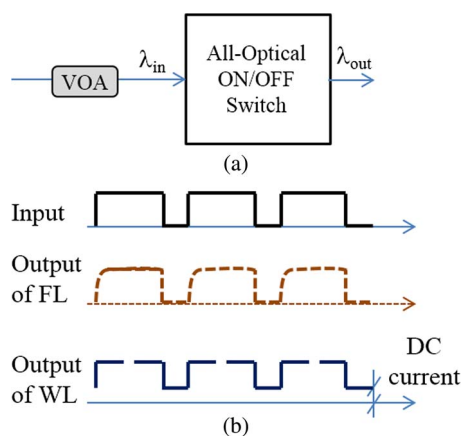 VOA
λin
All-Optical
ON/OFF
Switch
λout
(a)
Input
Output
of FL
Output
of WL
DC
current
(b)